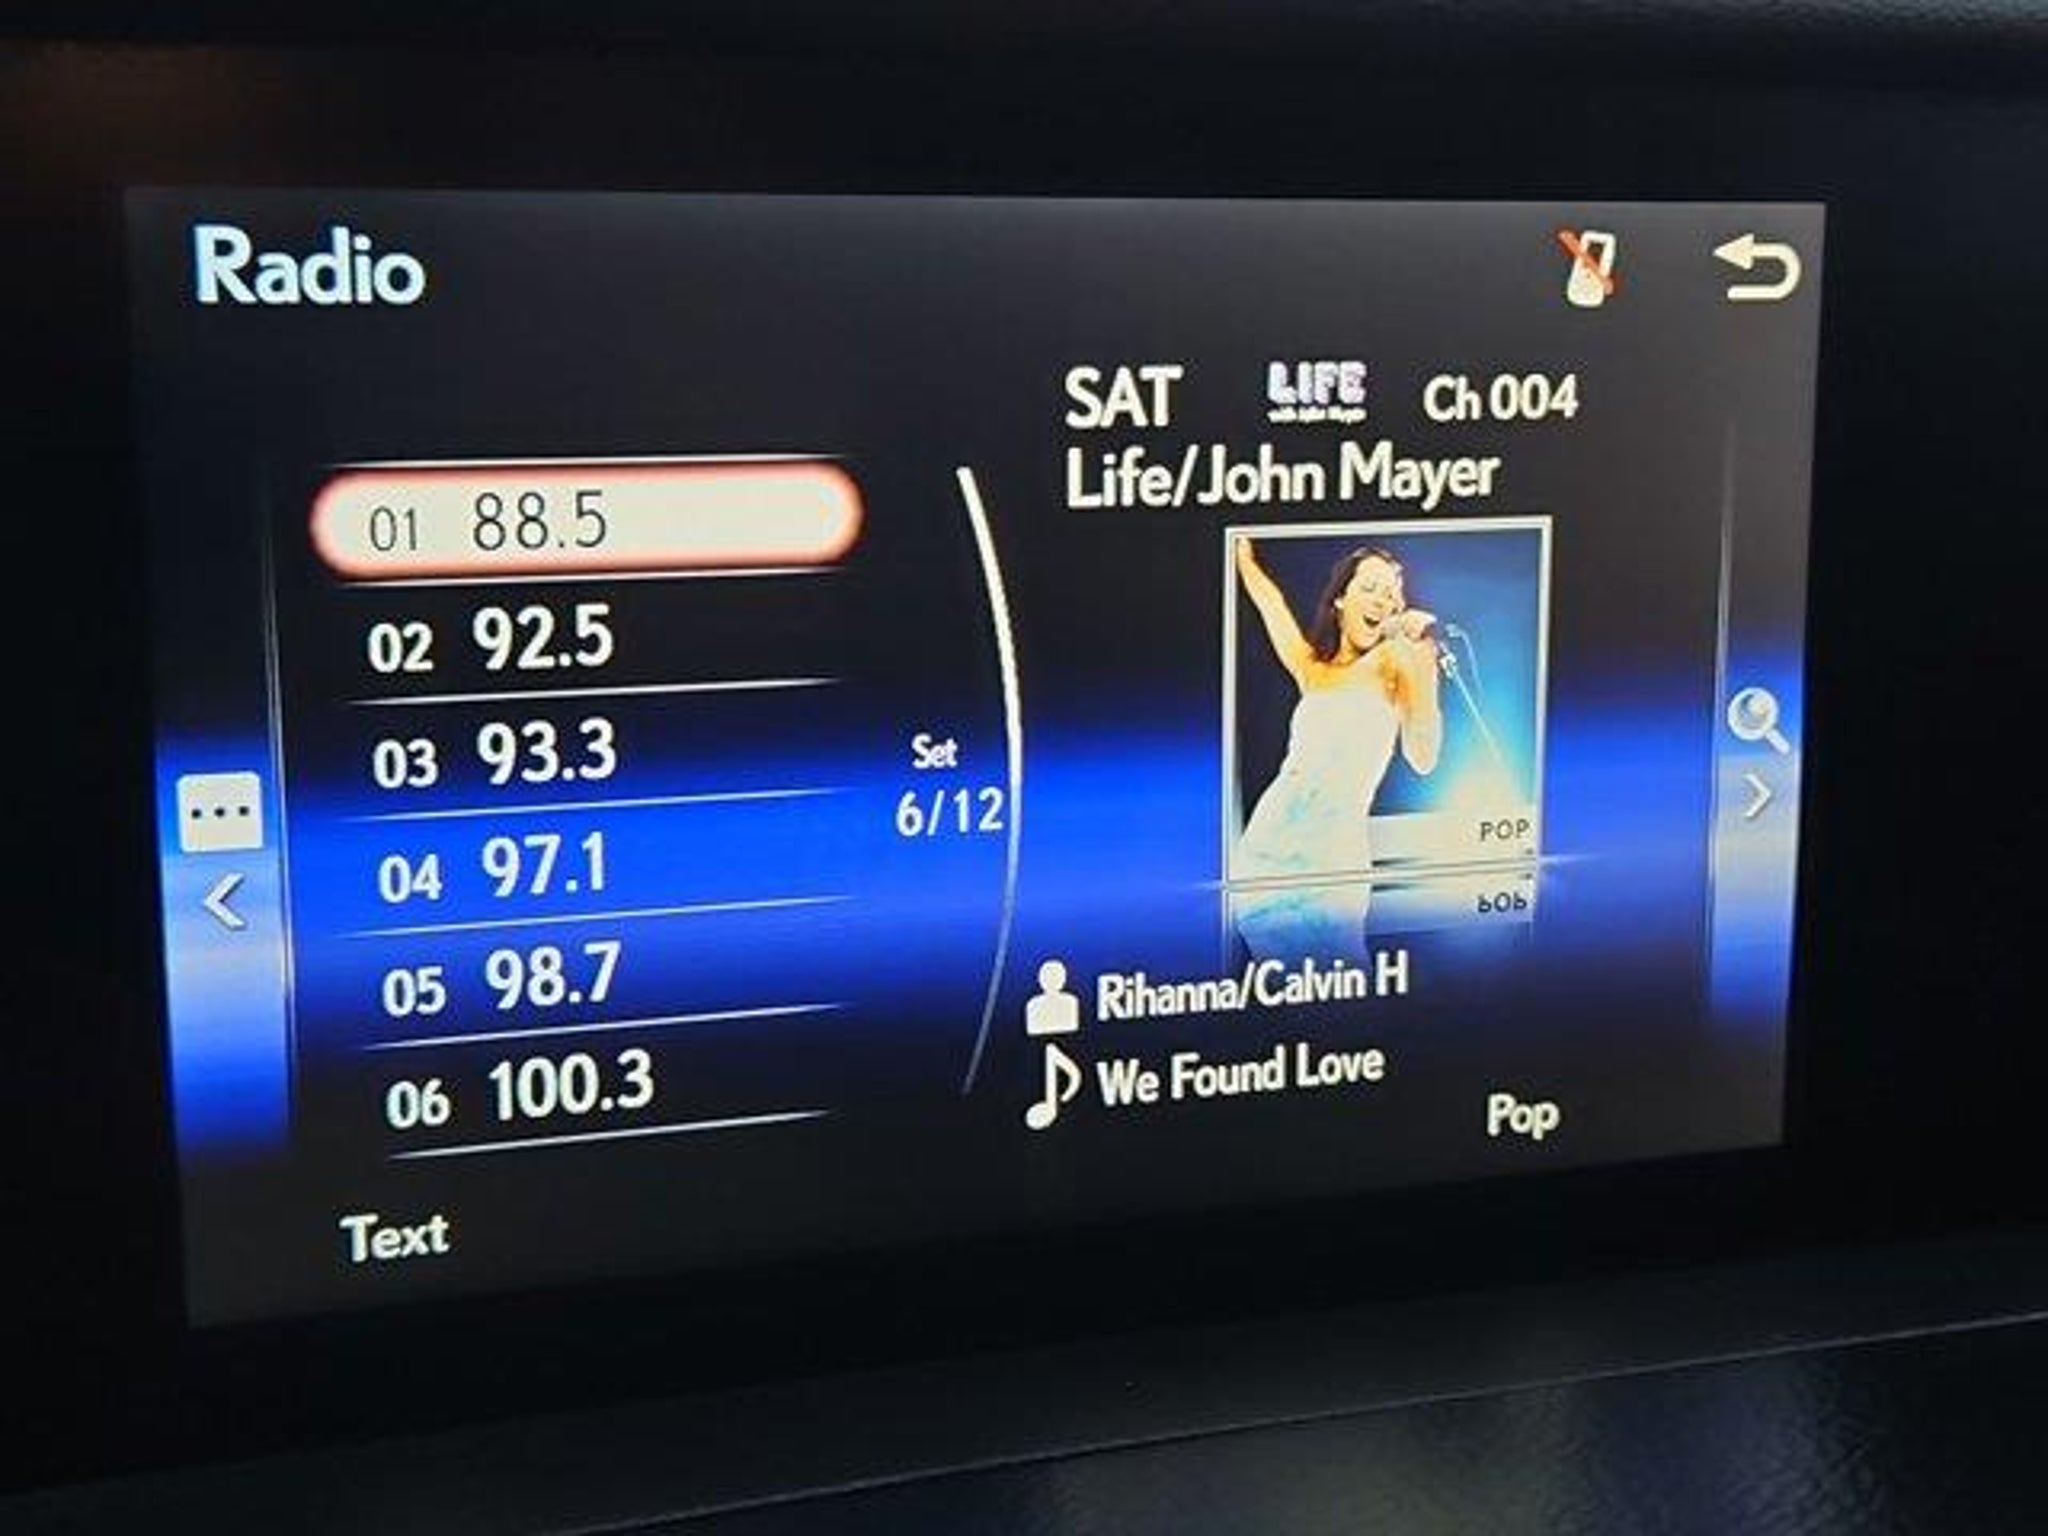 Radio
SAT LIFE Ch 004
Life/John Mayer
01 88.5
02 92.5
03 93.3
04 97.1
05 98.7
06 100.3
Set
6/12
POP
Rihanna/Calvin H
We Found Love
Pop
Text